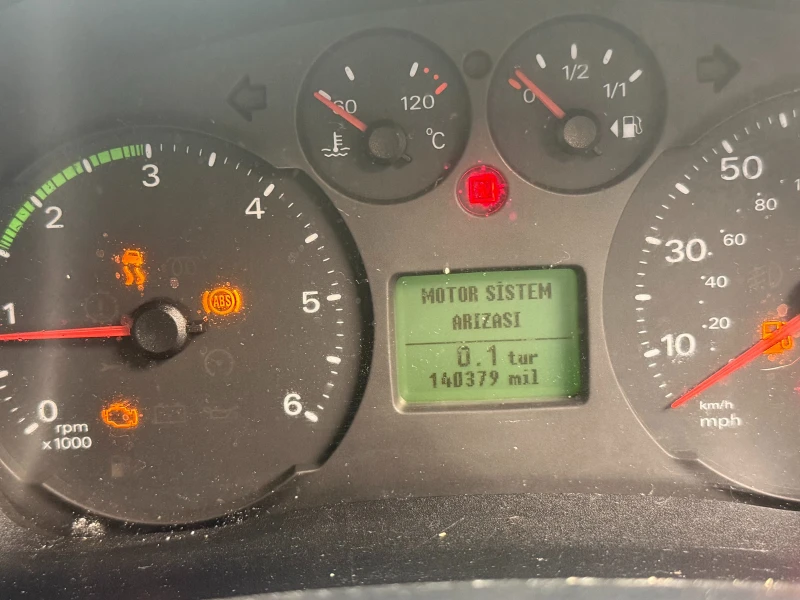 60 120 °C
0 1/2 1/1
1 2 3 4 5 6
0
rpm
x1000
ABS
MOTOR SİSTEM
ARIZASI
0.1 tur
140379 mil
50
80
30 60
40
20
10
km/h
mph